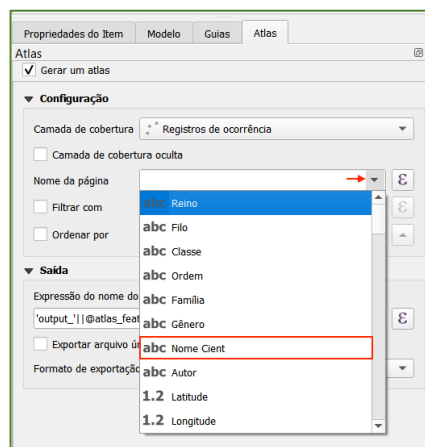 Propriedades do Item Modelo Guias Atlas
Atlas
Gerar um atlas
Configuração
Camada de cobertura Registros de ocorrência
Camada de cobertura oculta
Nome da página ε
abc Reino
Filtrar com ε
abc Filo
abc Classe
Ordenar por
abc Ordem
Saída
abc Família
Expressão do nome do
abc Gênero
'output_'||@atlas_feat ε
abc Nome Cient
Exportar arquivo ún
abc Autor
Formato de exportação
1.2 Latitude
1.2 Longitude